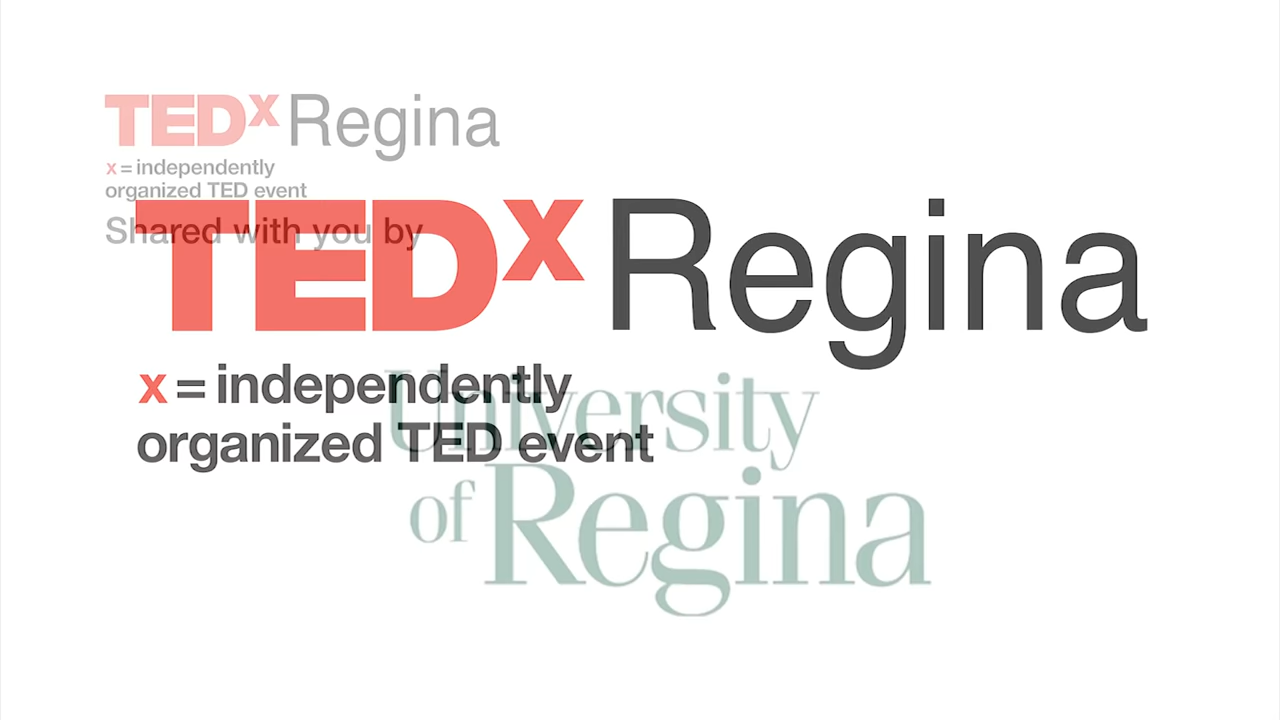 TEDx Regina
x = independently
organized TED event
Shared with you by
TEDx Regina
x = independently
organized TED event
University
of Regina